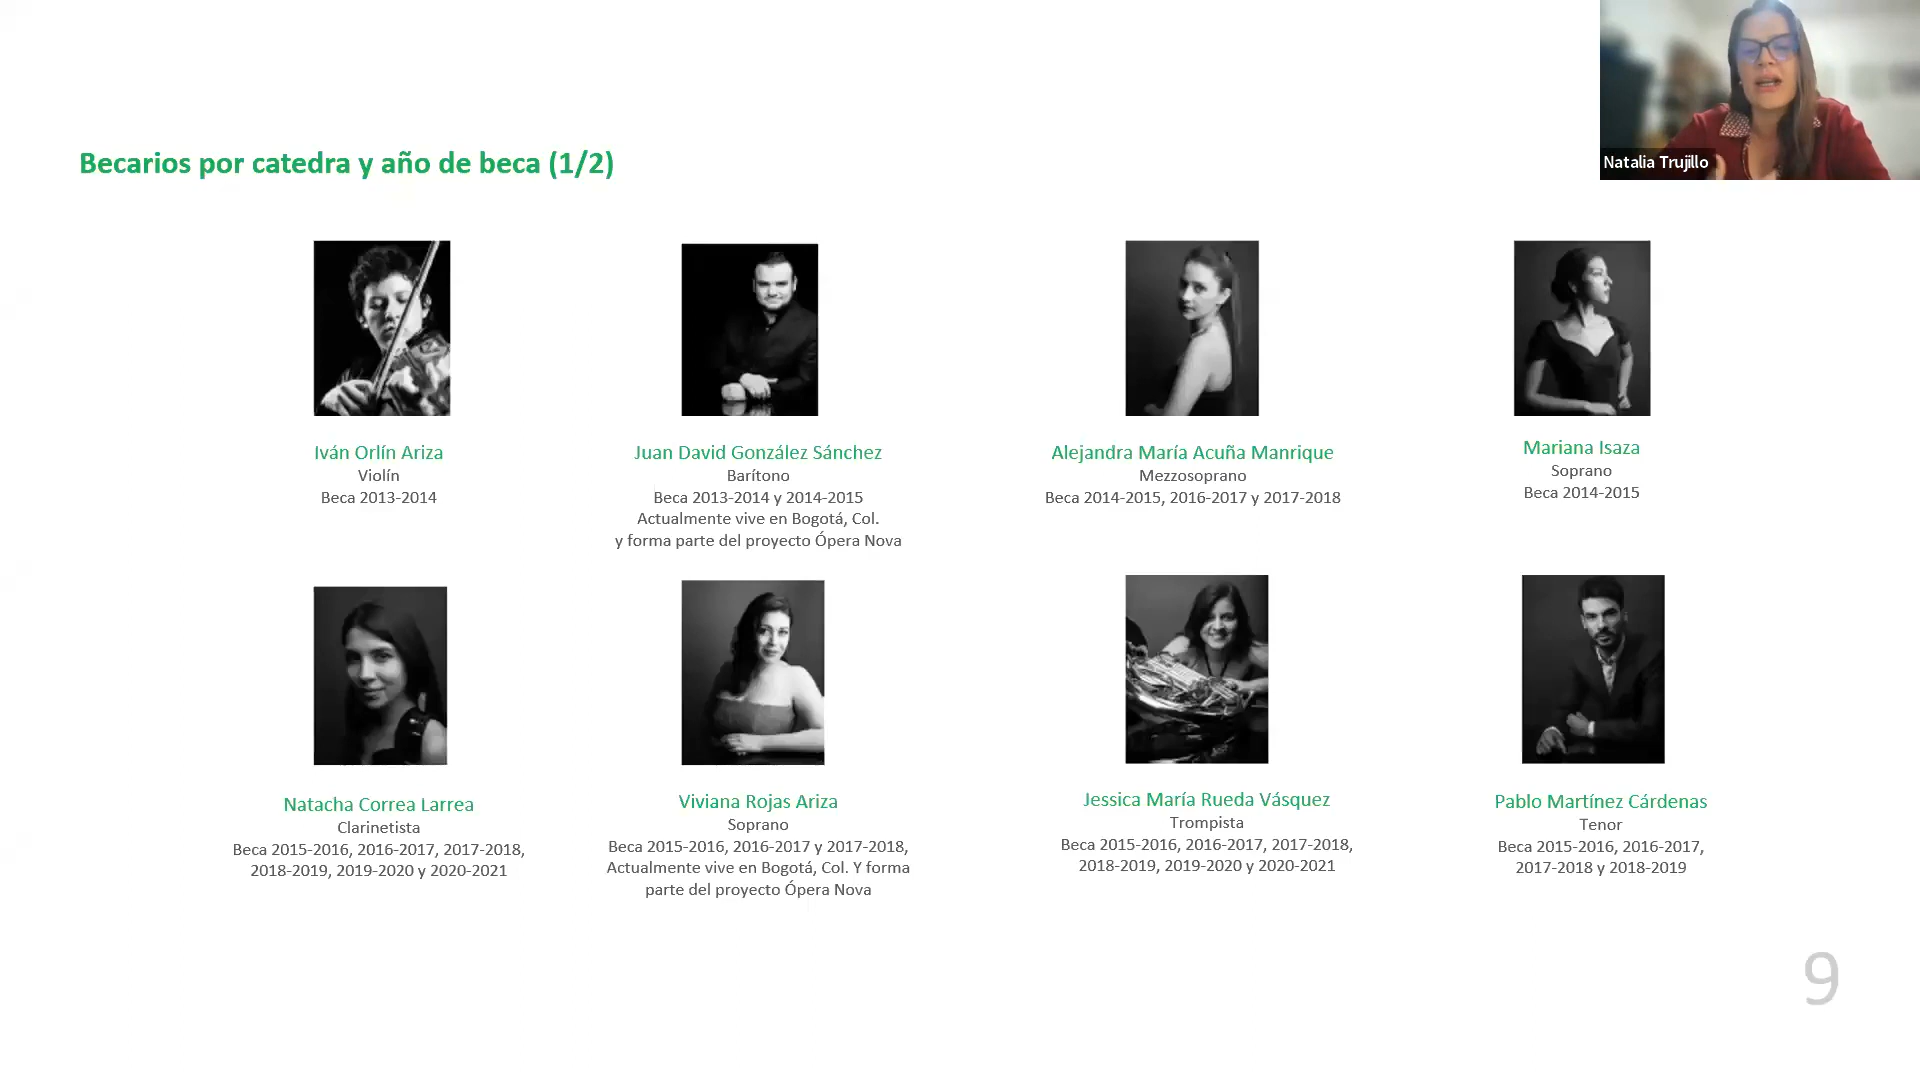 Natalia Trujillo
Becarios por catedra y año de beca (1/2)
Iván Orlín Ariza
Violín
Beca 2013-2014
Juan David González Sánchez
Barítono
Beca 2013-2014 y 2014-2015
Actualmente vive en Bogotá, Col.
y forma parte del proyecto Ópera Nova
Alejandra María Acuña Manrique
Mezzosoprano
Beca 2014-2015, 2016-2017 y 2017-2018
Mariana Isaza
Soprano
Beca 2014-2015
Natacha Correa Larrea
Clarinetista
Beca 2015-2016, 2016-2017, 2017-2018,
2018-2019, 2019-2020 y 2020-2021
Viviana Rojas Ariza
Soprano
Beca 2015-2016, 2016-2017 y 2017-2018,
Actualmente vive en Bogotá, Col. Y forma
parte del proyecto Ópera Nova
Jessica María Rueda Vásquez
Trompista
Beca 2015-2016, 2016-2017, 2017-2018,
2018-2019, 2019-2020 y 2020-2021
Pablo Martínez Cárdenas
Tenor
Beca 2015-2016, 2016-2017,
2017-2018 y 2018-2019
9